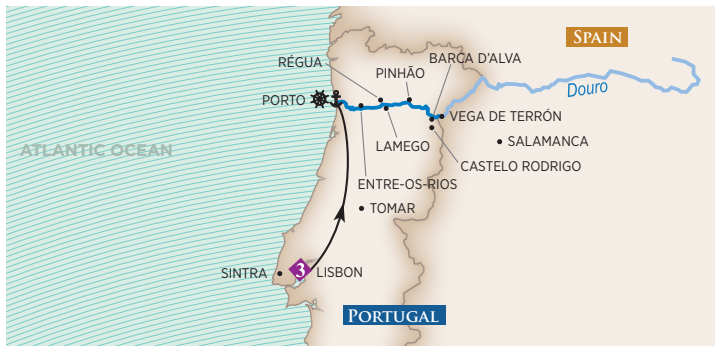 SPAIN
BARCA D'ALVA
RÉGUA
PINHÃO
Douro
PORTO
VEGA DE TERRÓN
SALAMANCA
LAMEGO
ATLANTIC OCEAN
CASTELO RODRIGO
ENTRE-OS-RIOS
TOMAR
SINTRA
3
LISBON
PORTUGAL